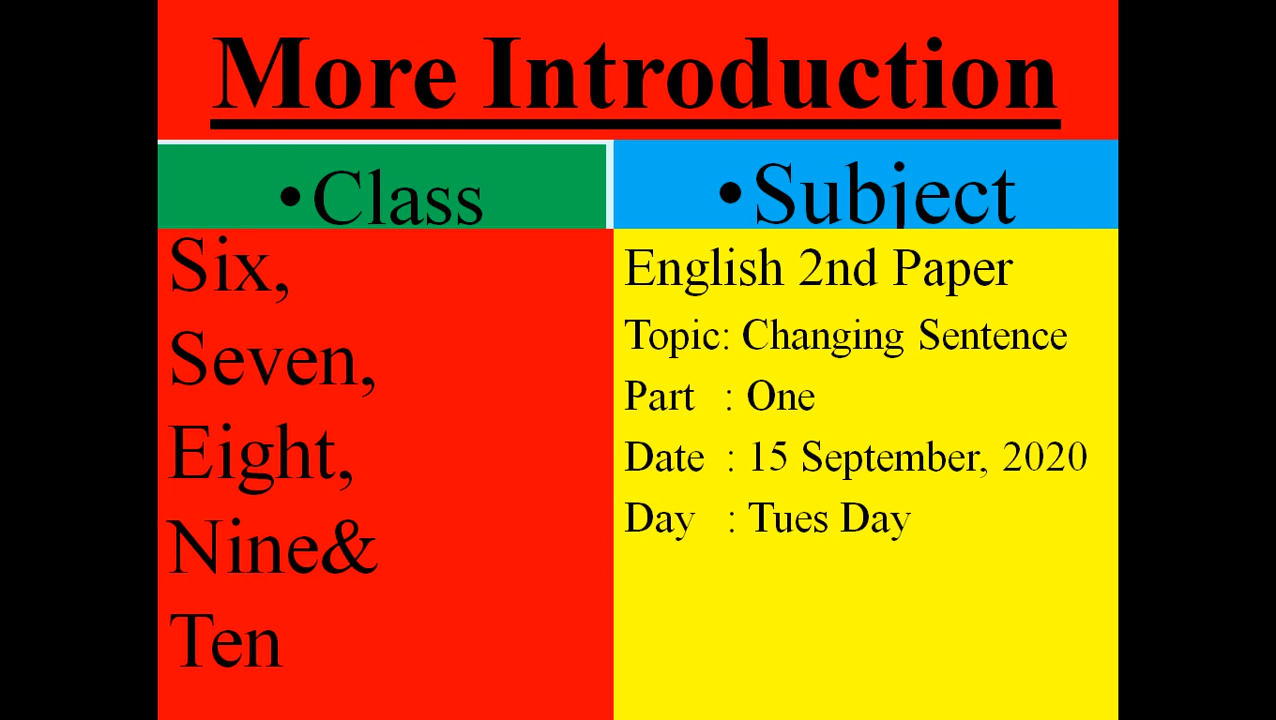 More Introduction
•Class
Six,
Seven,
Eight,
Nine&
Ten
•Subject
English 2nd Paper
Topic: Changing Sentence
Part : One
Date : 15 September, 2020
Day : Tues Day